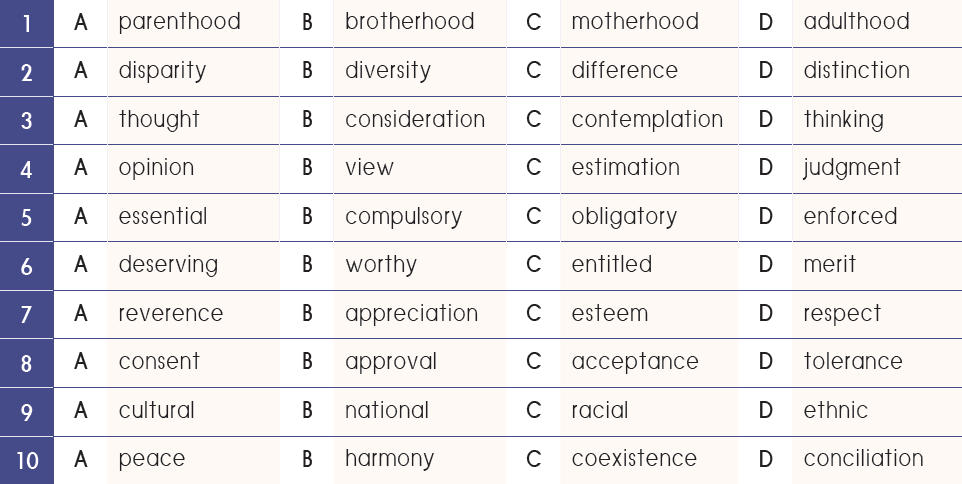 1 A parenthood B brotherhood C motherhood D adulthood
2 A disparity B diversity C difference D distinction
3 A thought B consideration C contemplation D thinking
4 A opinion B view C estimation D judgment
5 A essential B compulsory C obligatory D enforced
6 A deserving B worthy C entitled D merit
7 A reverence B appreciation C esteem D respect
8 A consent B approval C acceptance D tolerance
9 A cultural B national C racial D ethnic
10 A peace B harmony C coexistence D conciliation